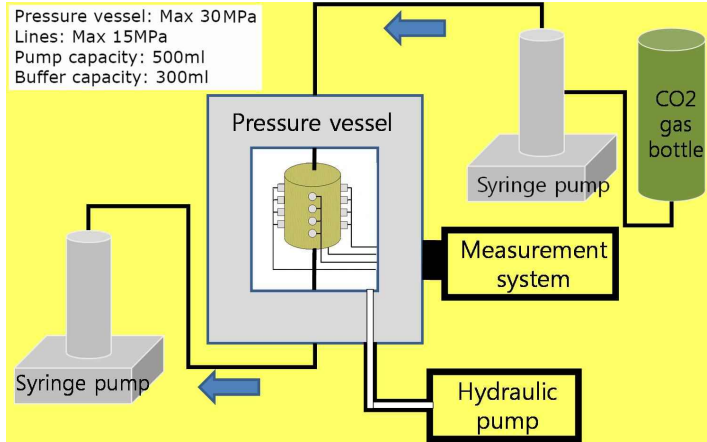 Pressure vessel: Max 30MPa
Lines: Max 15MPa
Pump capacity: 500ml
Buffer capacity: 300ml
CO2
gas
bottle
Pressure vessel
Syringe pump
Measurement
system
Syringe pump
Hydraulic
pump